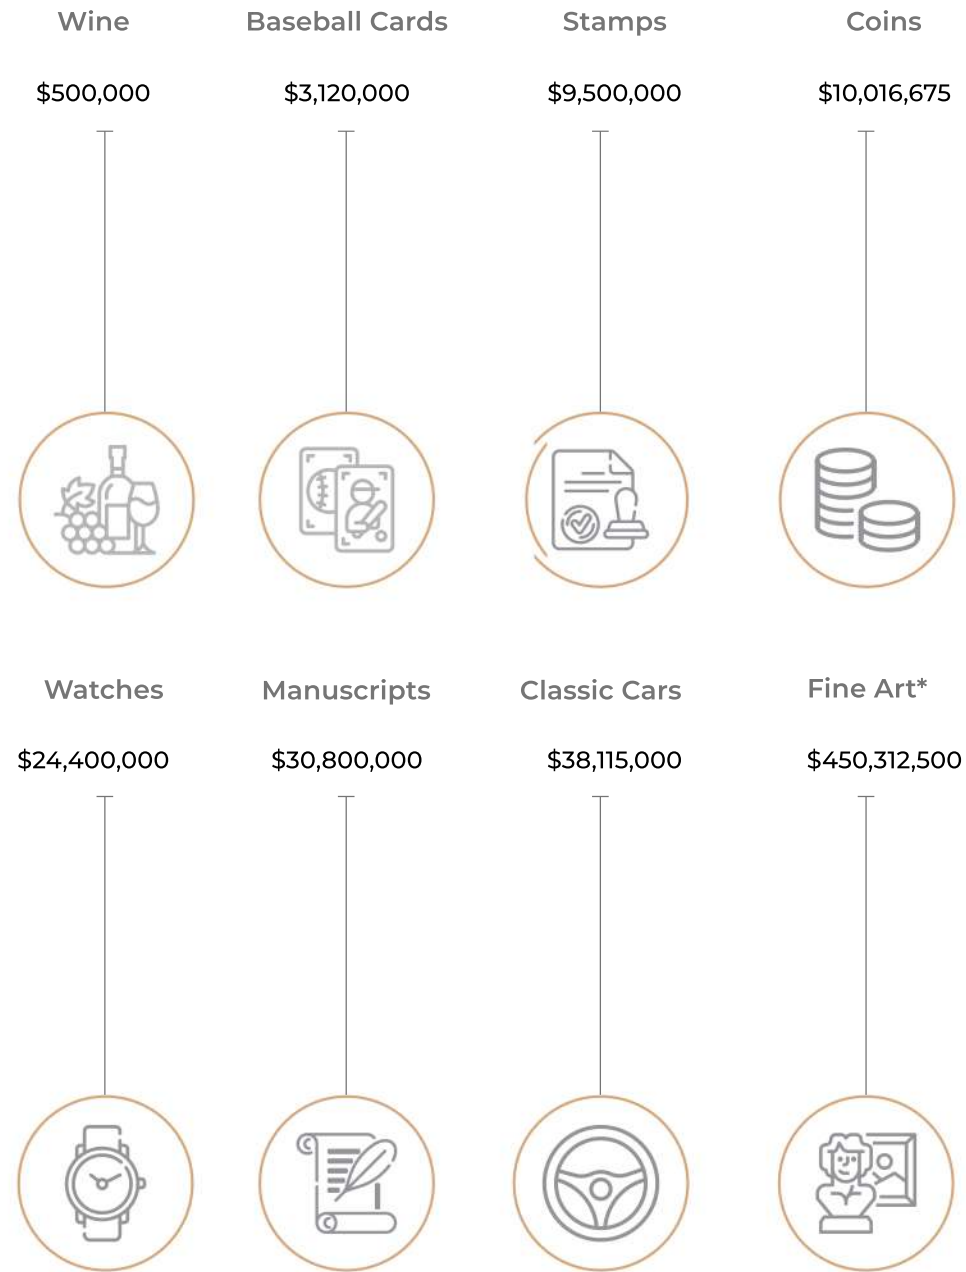 Wine
Baseball Cards
Stamps
Coins
$500,000
$3,120,000
$9,500,000
$10,016,675
Watches
Manuscripts
Classic Cars
Fine Art*
$24,400,000
$30,800,000
$38,115,000
$450,312,500